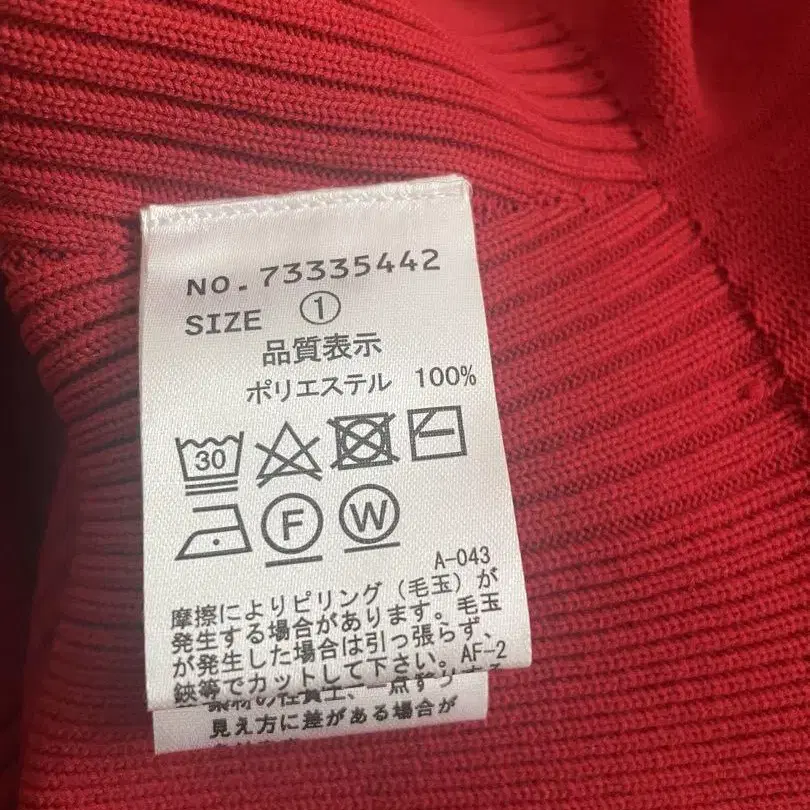 NO.73335442
SIZE ①
品質表示
ポリエステル 100%
30
F W
A-043
摩擦によりピリング(毛玉)が
発生する場合があります。毛玉
が発生した場合は引っ張らず、
鋏等でカットして下さい。AF-2
見え方に差がある場合が